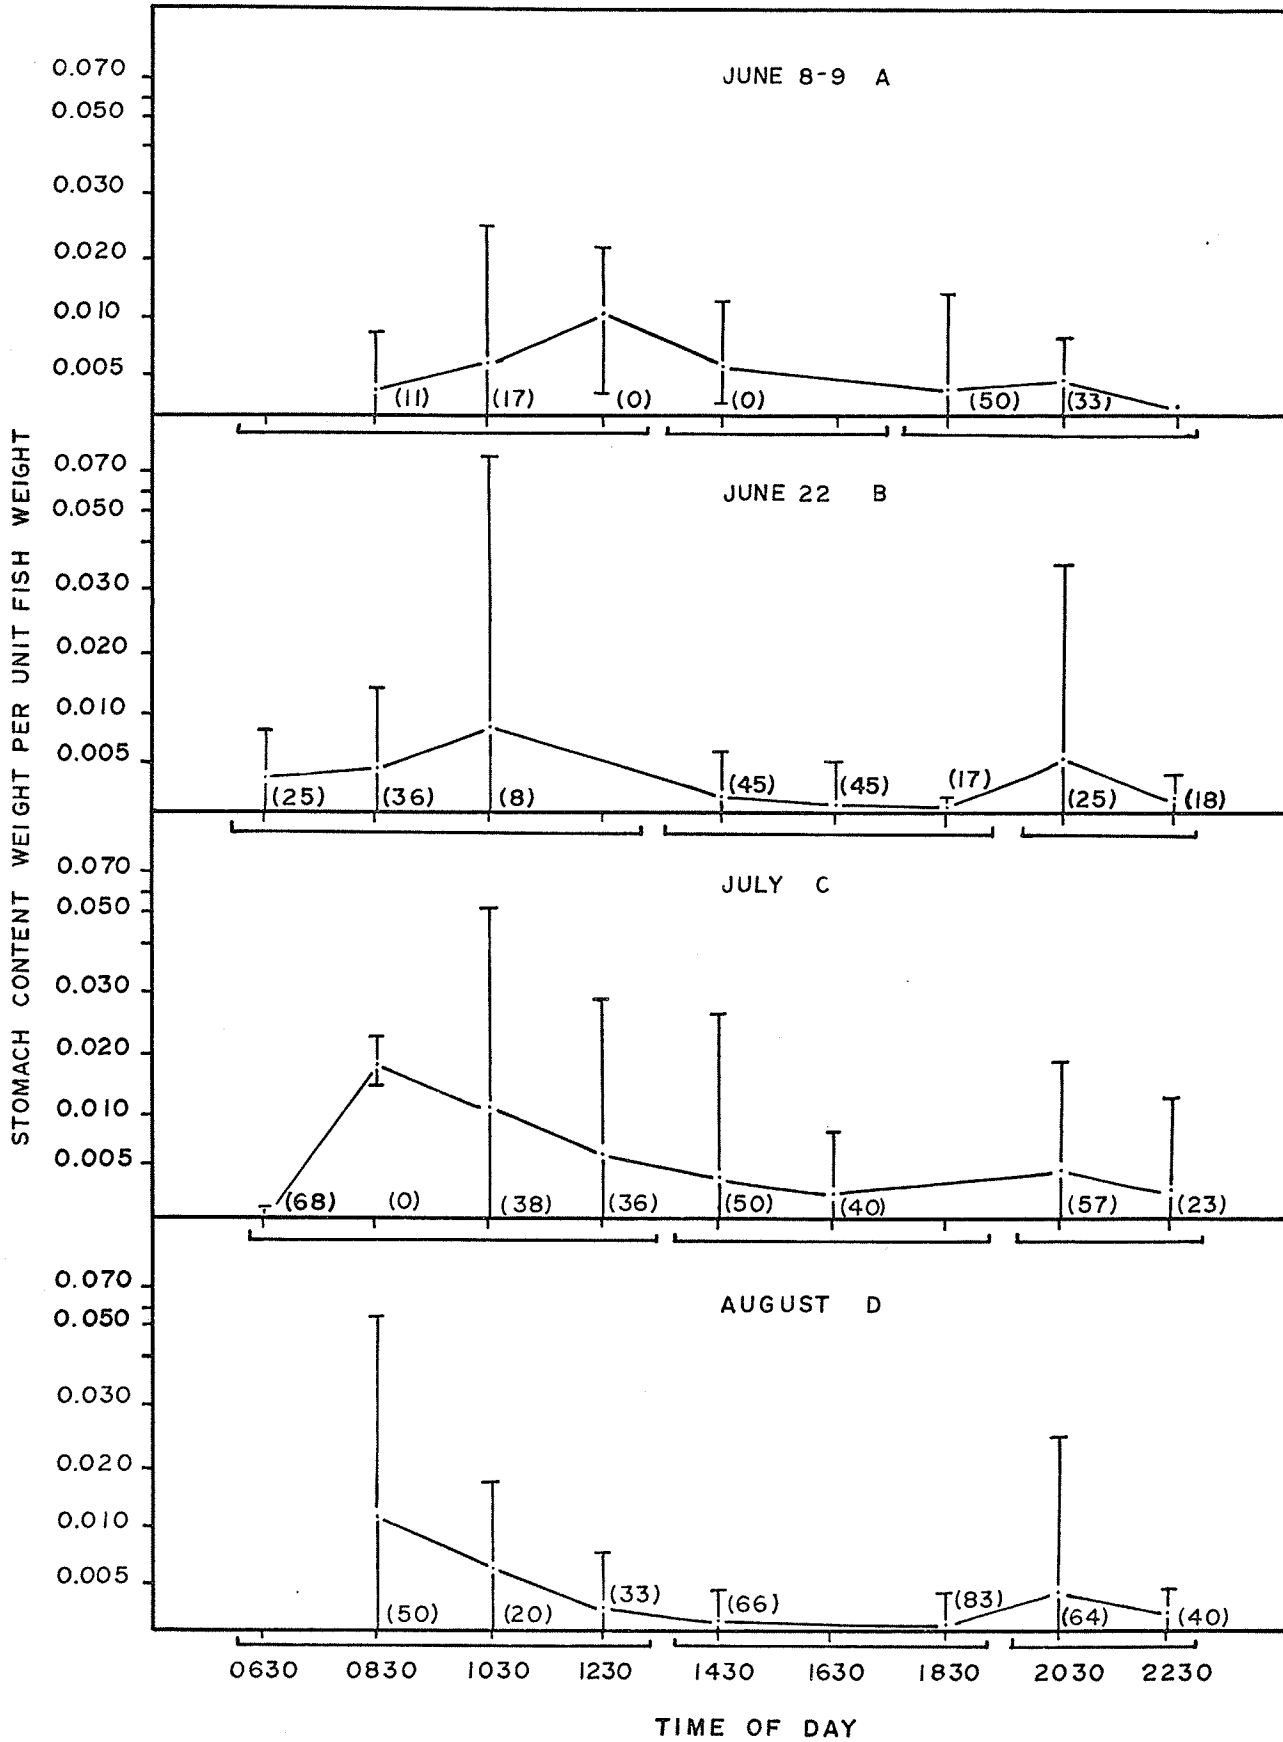 STOMACH CONTENT WEIGHT PER UNIT FISH WEIGHT
JUNE 8-9 A
0.070
0.050
0.030
0.020
0.010
0.005
(11) (17) (0) (0) (50) (33)
JUNE 22 B
0.070
0.050
0.030
0.020
0.010
0.005
(25) (36) (8) (45) (45) (17) (25) (18)
JULY C
0.070
0.050
0.030
0.020
0.010
0.005
(68) (0) (38) (36) (50) (40) (57) (23)
AUGUST D
0.070
0.050
0.030
0.020
0.010
0.005
(50) (20) (33) (66) (83) (64) (40)
0630 0830 1030 1230 1430 1630 1830 2030 2230
TIME OF DAY